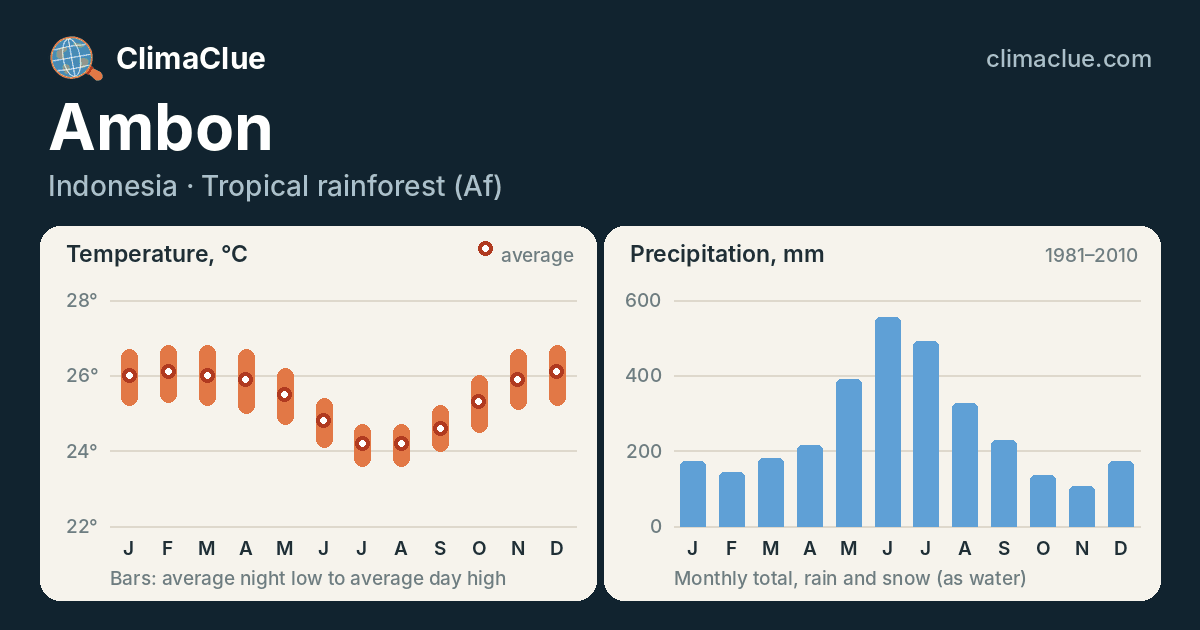 ClimaClue
climaclue.com
Ambon
Indonesia · Tropical rainforest (Af)
Temperature, °C
average
28°
26°
24°
22°
J F M A M J J A S O N D
Bars: average night low to average day high
Precipitation, mm
1981–2010
600
400
200
0
J F M A M J J A S O N D
Monthly total, rain and snow (as water)